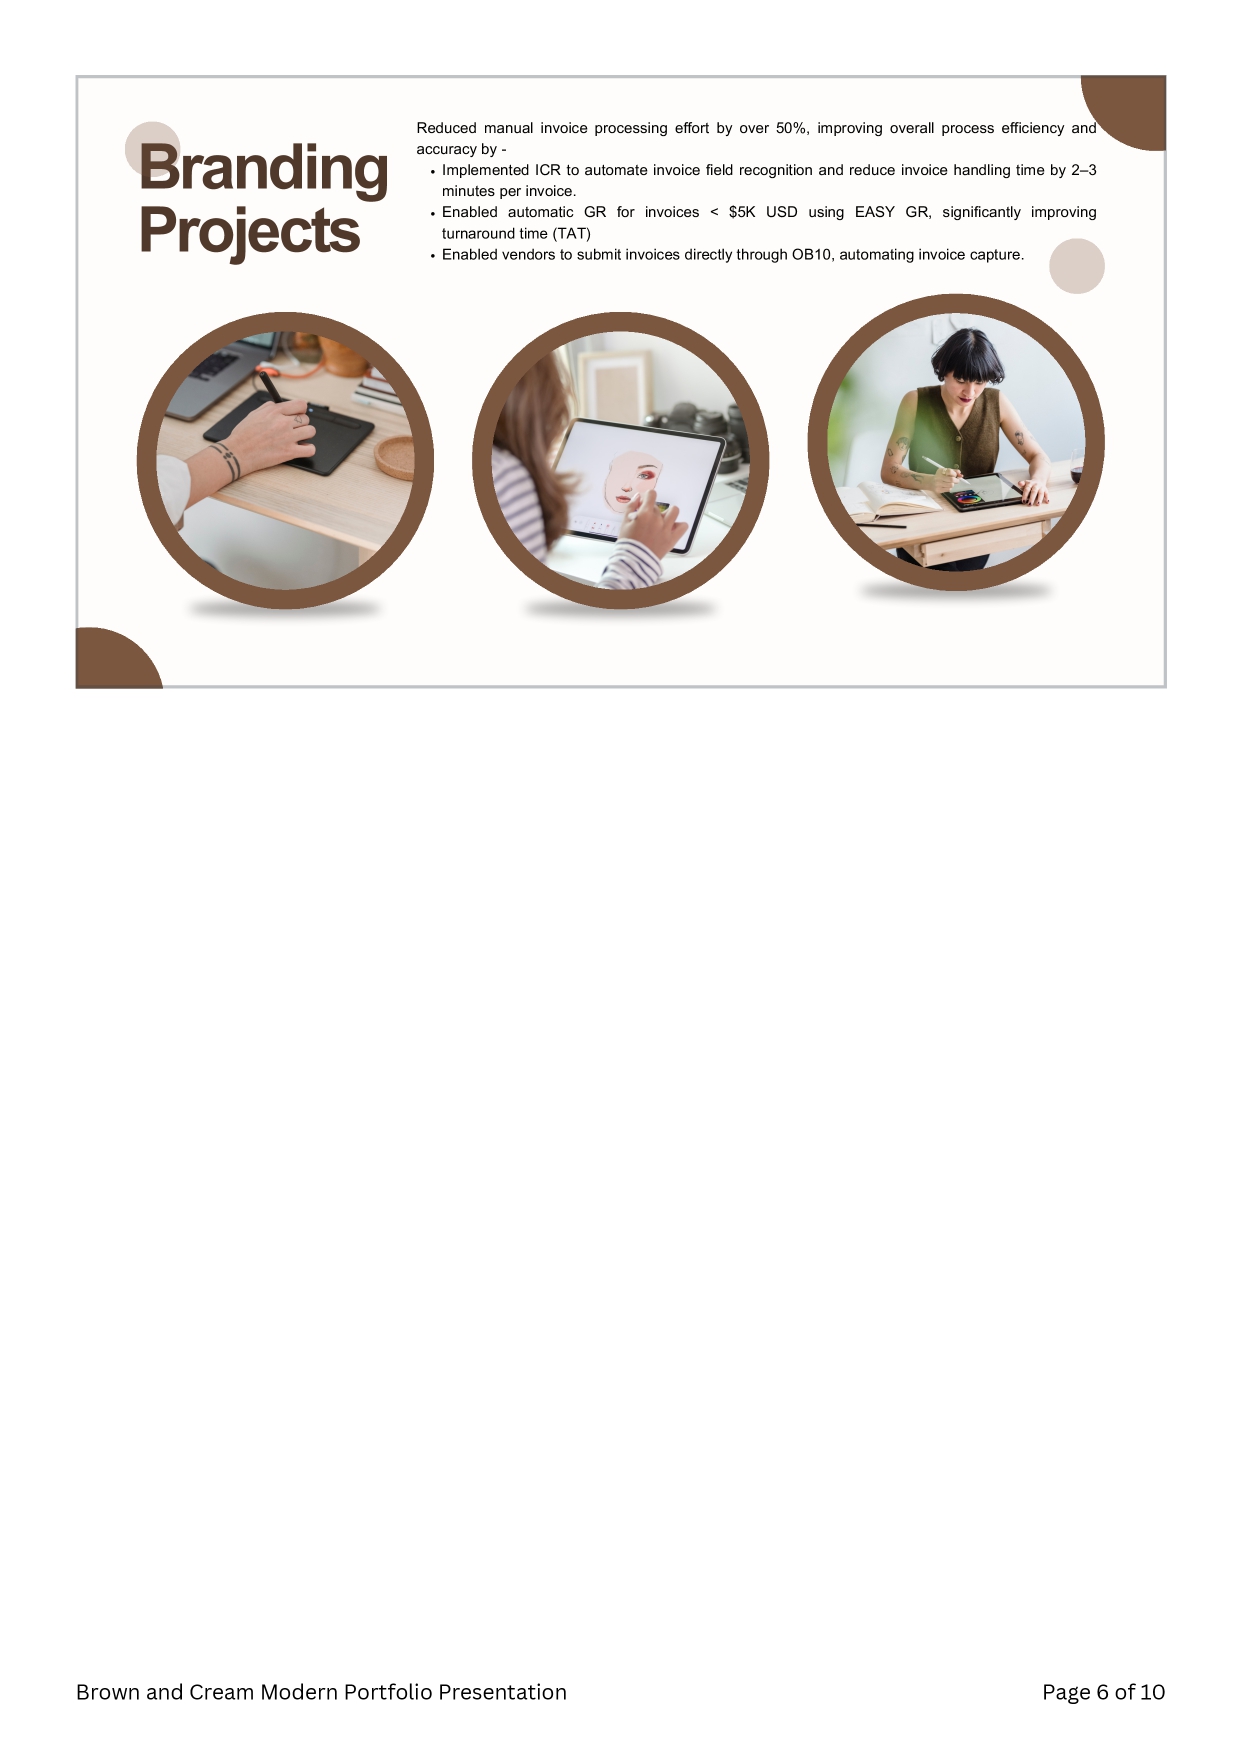 Branding
Projects
Reduced manual invoice processing effort by over 50%, improving overall process efficiency and
accuracy by -
• Implemented ICR to automate invoice field recognition and reduce invoice handling time by 2–3
minutes per invoice.
• Enabled automatic GR for invoices < $5K USD using EASY GR, significantly improving
turnaround time (TAT)
• Enabled vendors to submit invoices directly through OB10, automating invoice capture.
Brown and Cream Modern Portfolio Presentation
Page 6 of 10